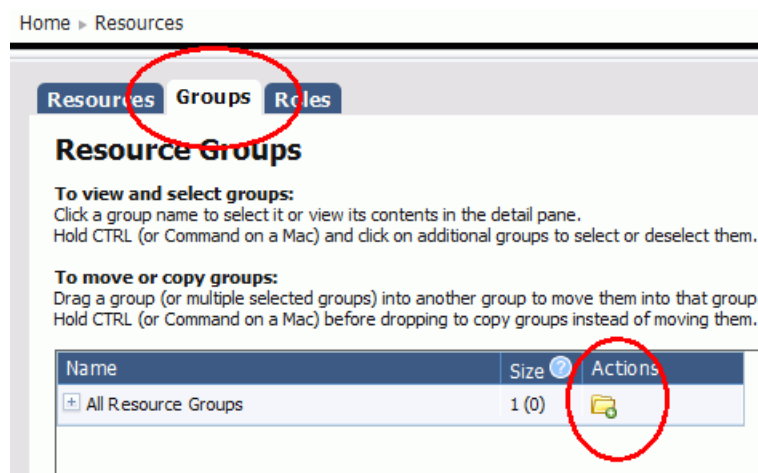 Home ▸ Resources
Resources Groups Roles
Resource Groups
To view and select groups:
Click a group name to select it or view its contents in the detail pane.
Hold CTRL (or Command on a Mac) and click on additional groups to select or deselect them.
To move or copy groups:
Drag a group (or multiple selected groups) into another group to move them into that group
Hold CTRL (or Command on a Mac) before dropping to copy groups instead of moving them.
Name Size ? Actions
+ All Resource Groups 1 (0)